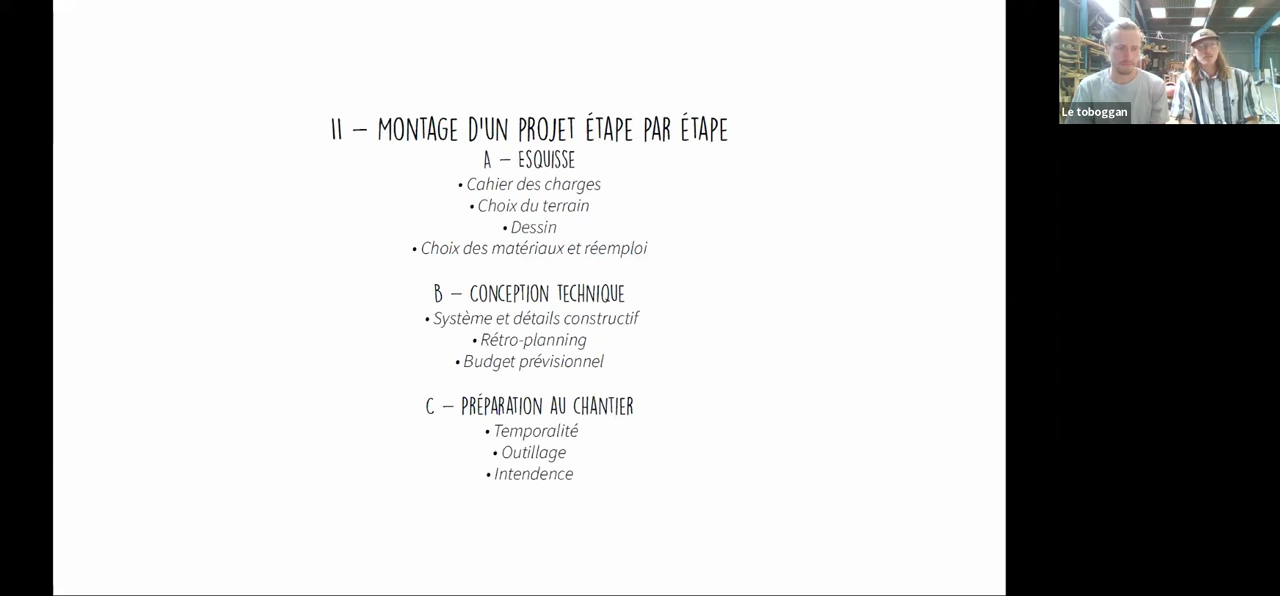 II – MONTAGE D'UN PROJET ÉTAPE PAR ÉTAPE
A – ESQUISSE
• Cahier des charges
• Choix du terrain
• Dessin
• Choix des matériaux et réemploi
B – CONCEPTION TECHNIQUE
• Système et détails constructif
• Rétro-planning
• Budget prévisionnel
C – PRÉPARATION AU CHANTIER
• Temporalité
• Outillage
• Intendence
Le toboggan